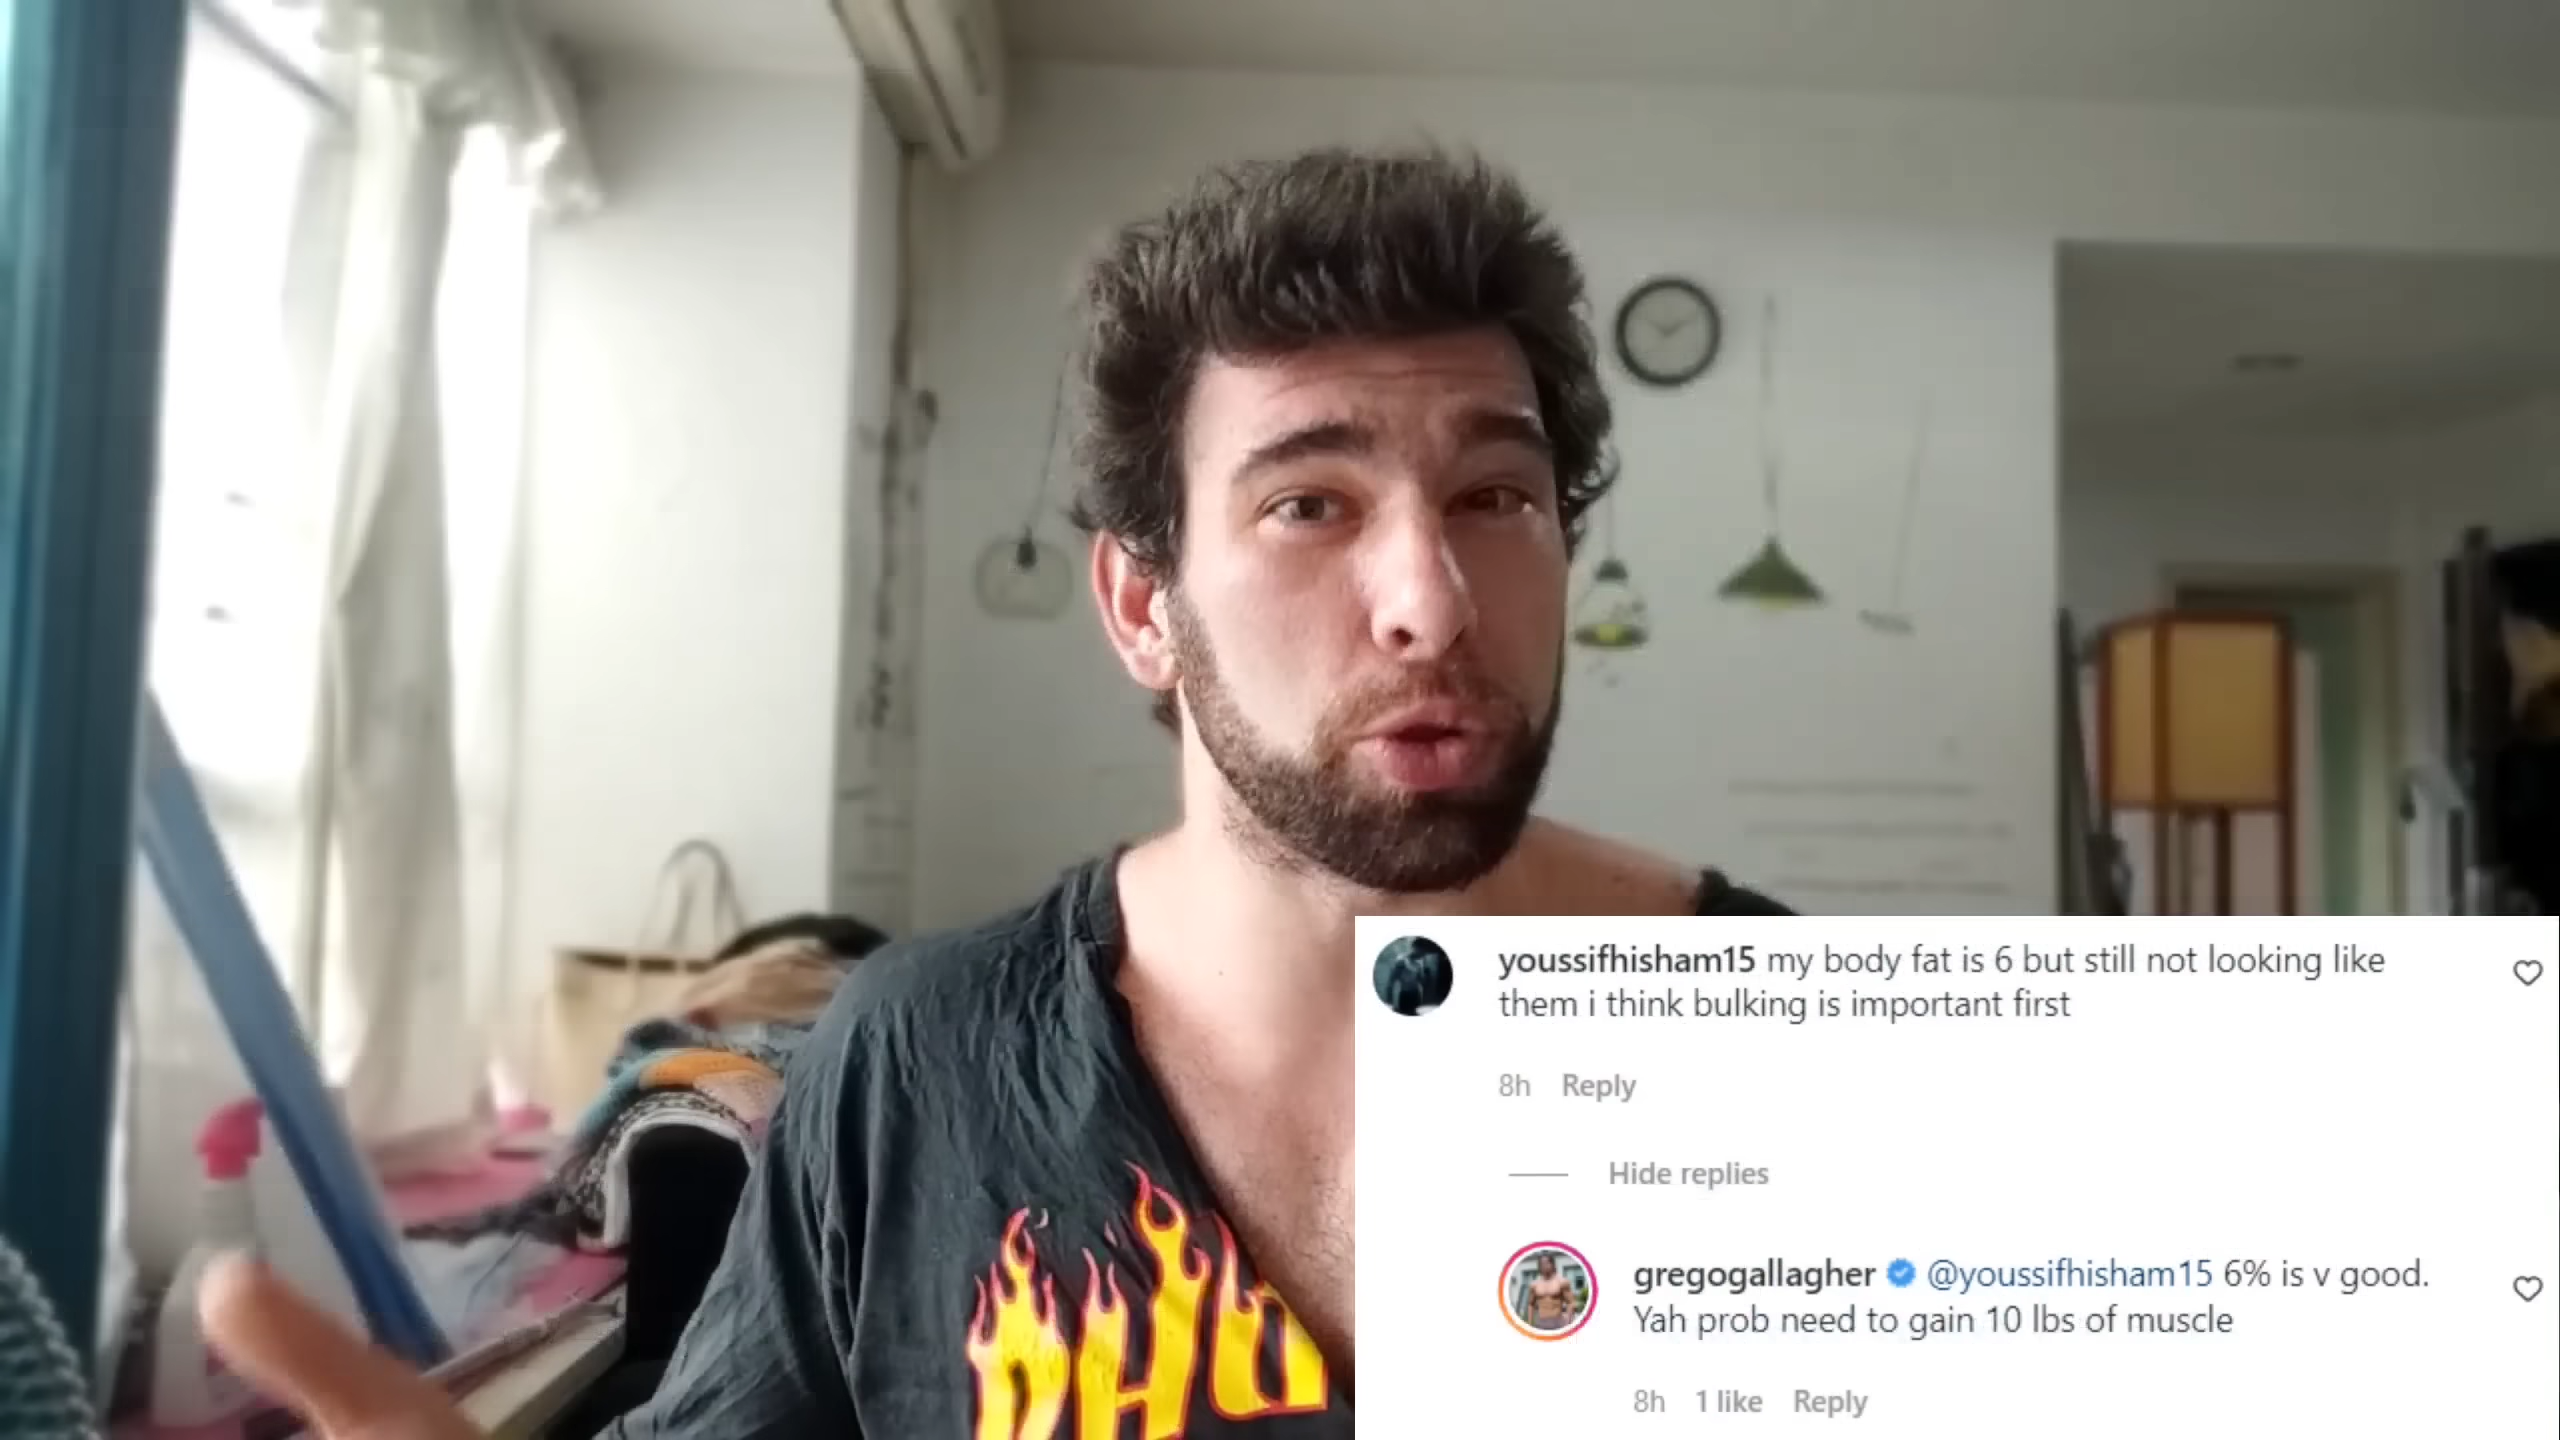 youssifhisham15 my body fat is 6 but still not looking like
them i think bulking is important first
8h Reply
Hide replies
gregogallagher @youssifhisham15 6% is v good.
Yah prob need to gain 10 lbs of muscle
8h 1 like Reply